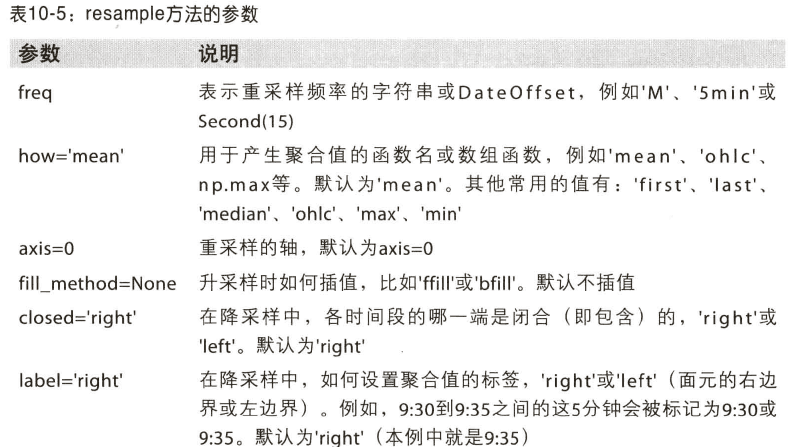 表10-5：resample方法的参数
参数 说明
freq 表示重采样频率的字符串或DateOffset，例如'M'、'5min'或
Second(15)
how='mean' 用于产生聚合值的函数名或数组函数，例如'mean'、'ohlc'、
np.max等。默认为'mean'。其他常用的值有：'first'、'last'、
'median'、'ohlc'、'max'、'min'
axis=0 重采样的轴，默认为axis=0
fill_method=None 升采样时如何插值，比如'ffill'或'bfill'。默认不插值
closed='right' 在降采样中，各时间段的哪一端是闭合（即包含）的，'right'或
'left'。默认为'right'
label='right' 在降采样中，如何设置聚合值的标签，'right'或'left'（面元的右边
界或左边界）。例如，9:30到9:35之间的这5分钟会被标记为9:30或
9:35。默认为'right'（本例中就是9:35）